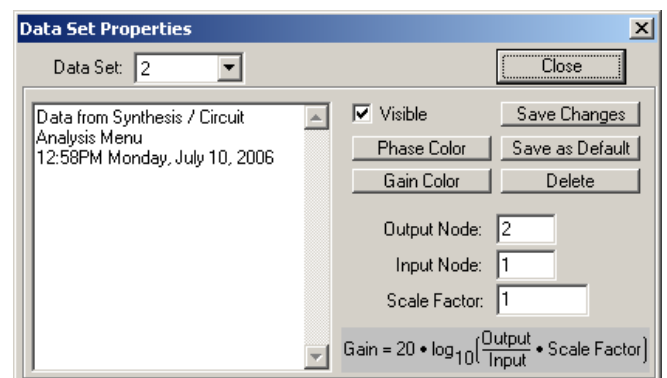 Data Set Properties
Data Set: 2
Close
Data from Synthesis / Circuit
Analysis Menu
12:58PM Monday, July 10, 2006
Visible
Save Changes
Phase Color
Save as Default
Gain Color
Delete
Output Node: 2
Input Node: 1
Scale Factor: 1
Gain = 20 • log10(Output/Input • Scale Factor)